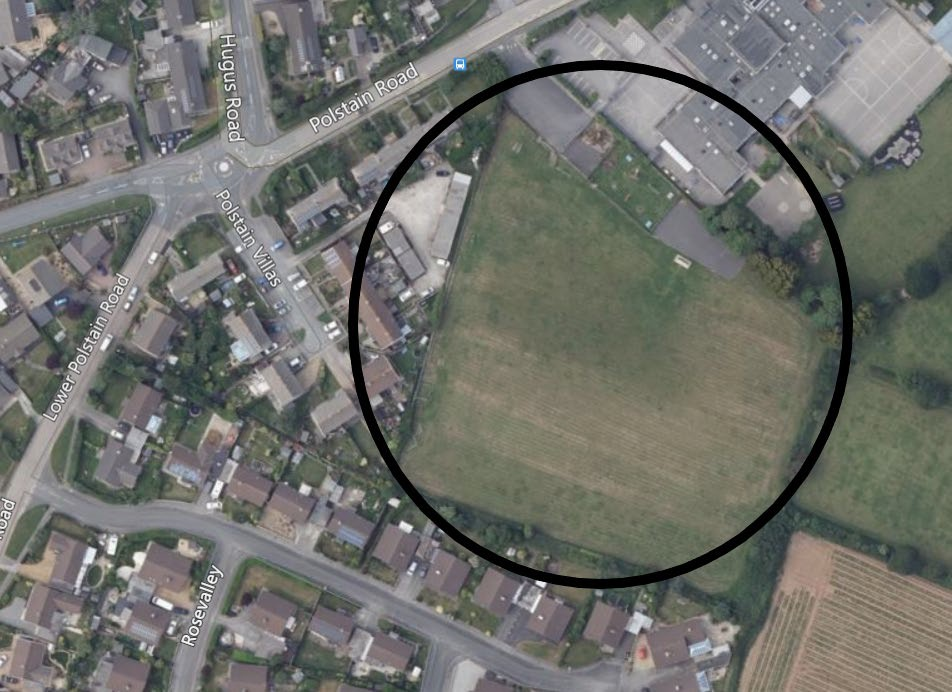 Hugus Road
Polstain Road
Polstain Villas
Lower Polstain Road
Road
Rosevalley